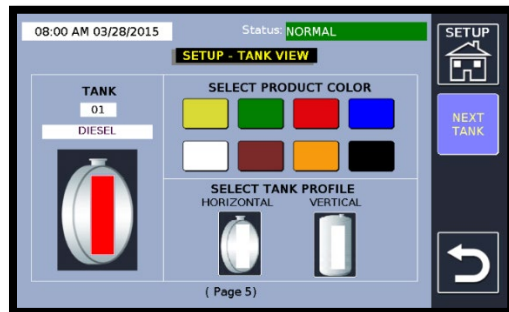 08:00 AM 03/28/2015
Status: NORMAL
SETUP
SETUP - TANK VIEW
TANK
01
DIESEL
SELECT PRODUCT COLOR
NEXT
TANK
SELECT TANK PROFILE
HORIZONTAL
VERTICAL
( Page 5)